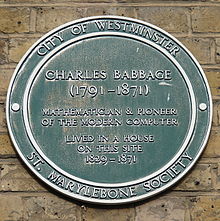 CITY OF WESTMINSTER
CHARLES BABBAGE
(1791-1871)
MATHEMATICIAN & PIONEER
OF THE MODERN COMPUTER
LIVED IN A HOUSE
ON THIS SITE
1829-1871
ST. MARYLEBONE SOCIETY